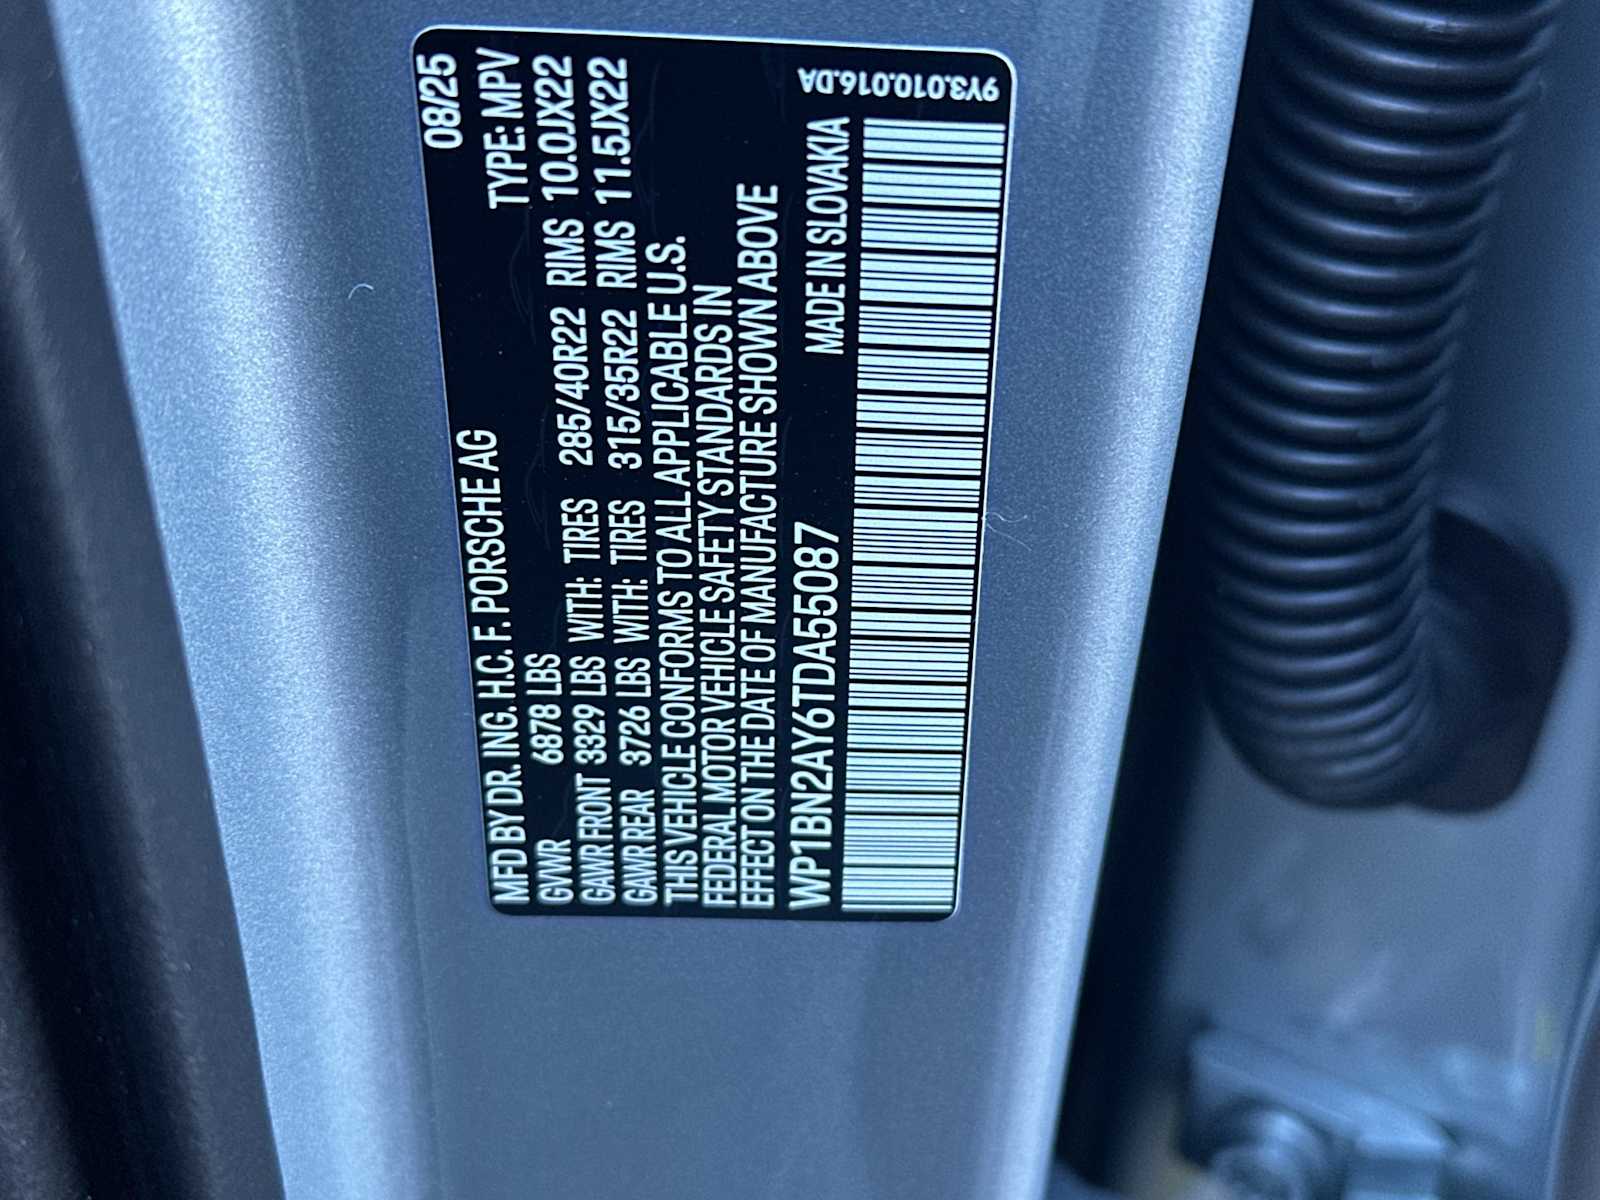 08/25
MFD BY DR. ING. H.C. F. PORSCHE AG TYPE: MPV
GVWR 6878 LBS
GAWR FRONT 3329 LBS WITH: TIRES 285/40R22 RIMS 10.0JX22
GAWR REAR 3726 LBS WITH: TIRES 315/35R22 RIMS 11.5JX22
THIS VEHICLE CONFORMS TO ALL APPLICABLE U.S.
FEDERAL MOTOR VEHICLE SAFETY STANDARDS IN
EFFECT ON THE DATE OF MANUFACTURE SHOWN ABOVE
WP1BN2AY6TDA55087 MADE IN SLOVAKIA
9Y3.010.016.DA